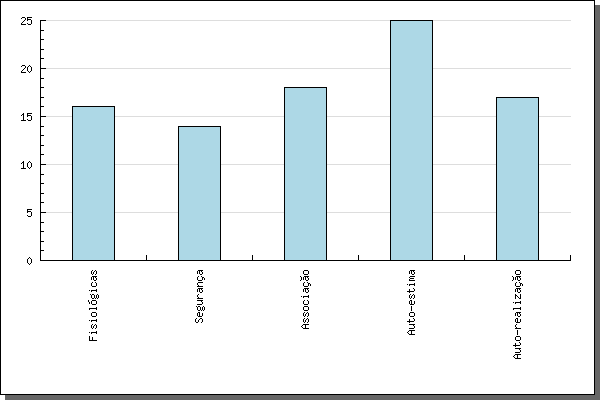 25
20
15
10
5
0
Fisiológicas
Segurança
Associação
Auto-estima
Auto-realização